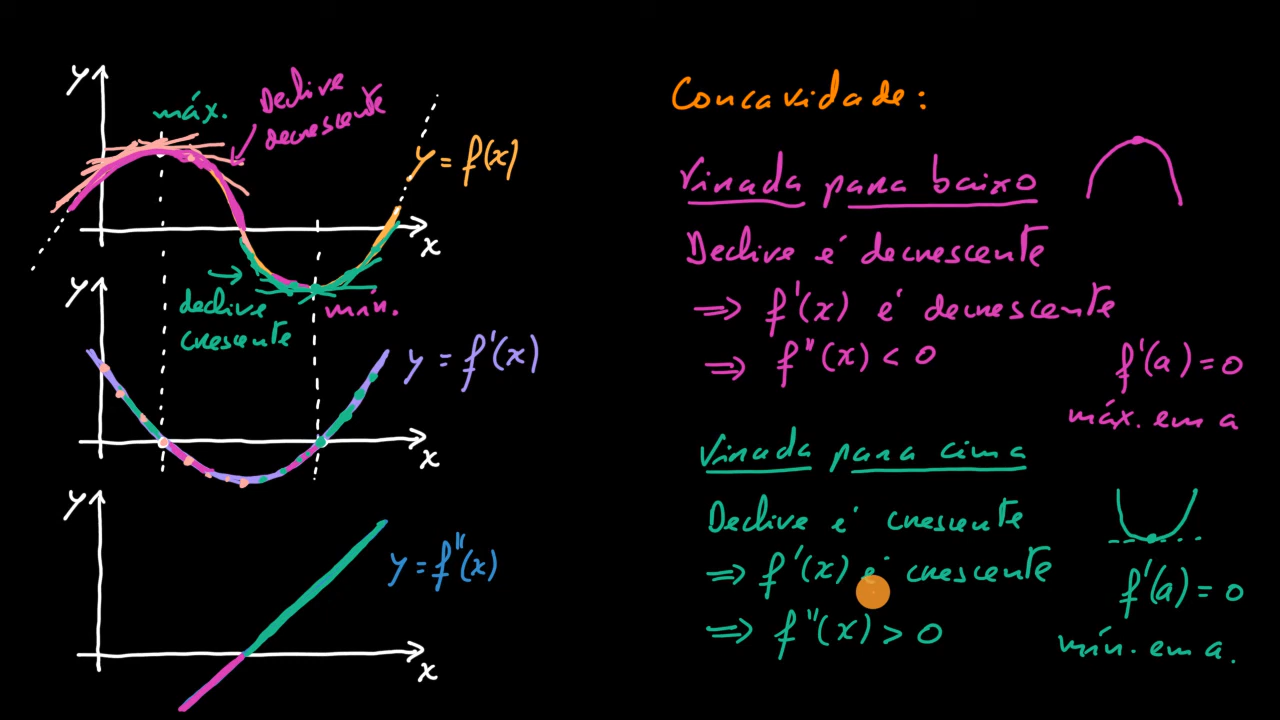 y
máx.
Declive
decrescente
y = f(x)
x
declive
crescente
mín.
y
y = f'(x)
x
y
y = f''(x)
x
Concavidade:
Virada para baixo
Declive é decrescente
⇒ f'(x) é decrescente
⇒ f''(x) < 0
f'(a) = 0
máx. em a
Virada para cima
Declive é crescente
⇒ f'(x) é crescente
⇒ f''(x) > 0
f'(a) = 0
mín. em a.